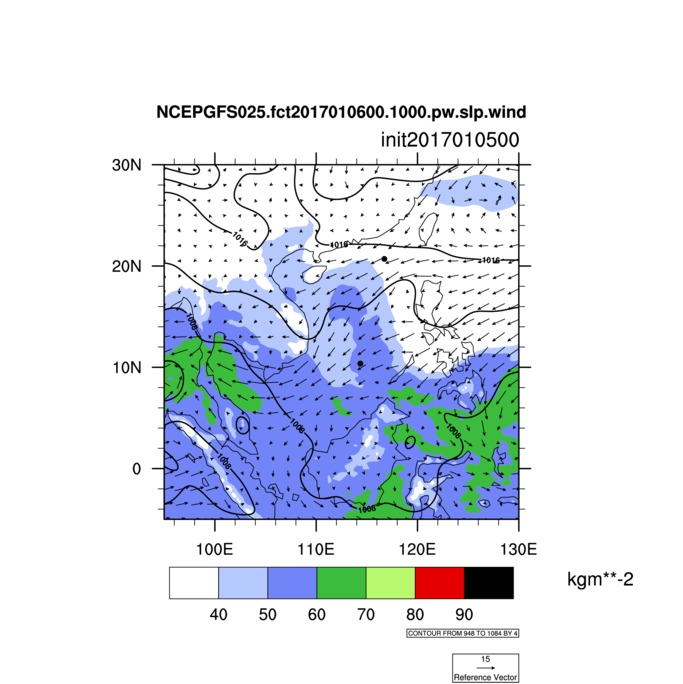 NCEPGFS025.fct2017010600.1000.pw.slp.wind
init2017010500
30N
1016
1016
1016
20N
1008
10N
1008
1008
1008
0
1008
100E 110E 120E 130E
kgm**-2
40 50 60 70 80 90
CONTOUR FROM 948 TO 1084 BY 4
15
Reference Vector